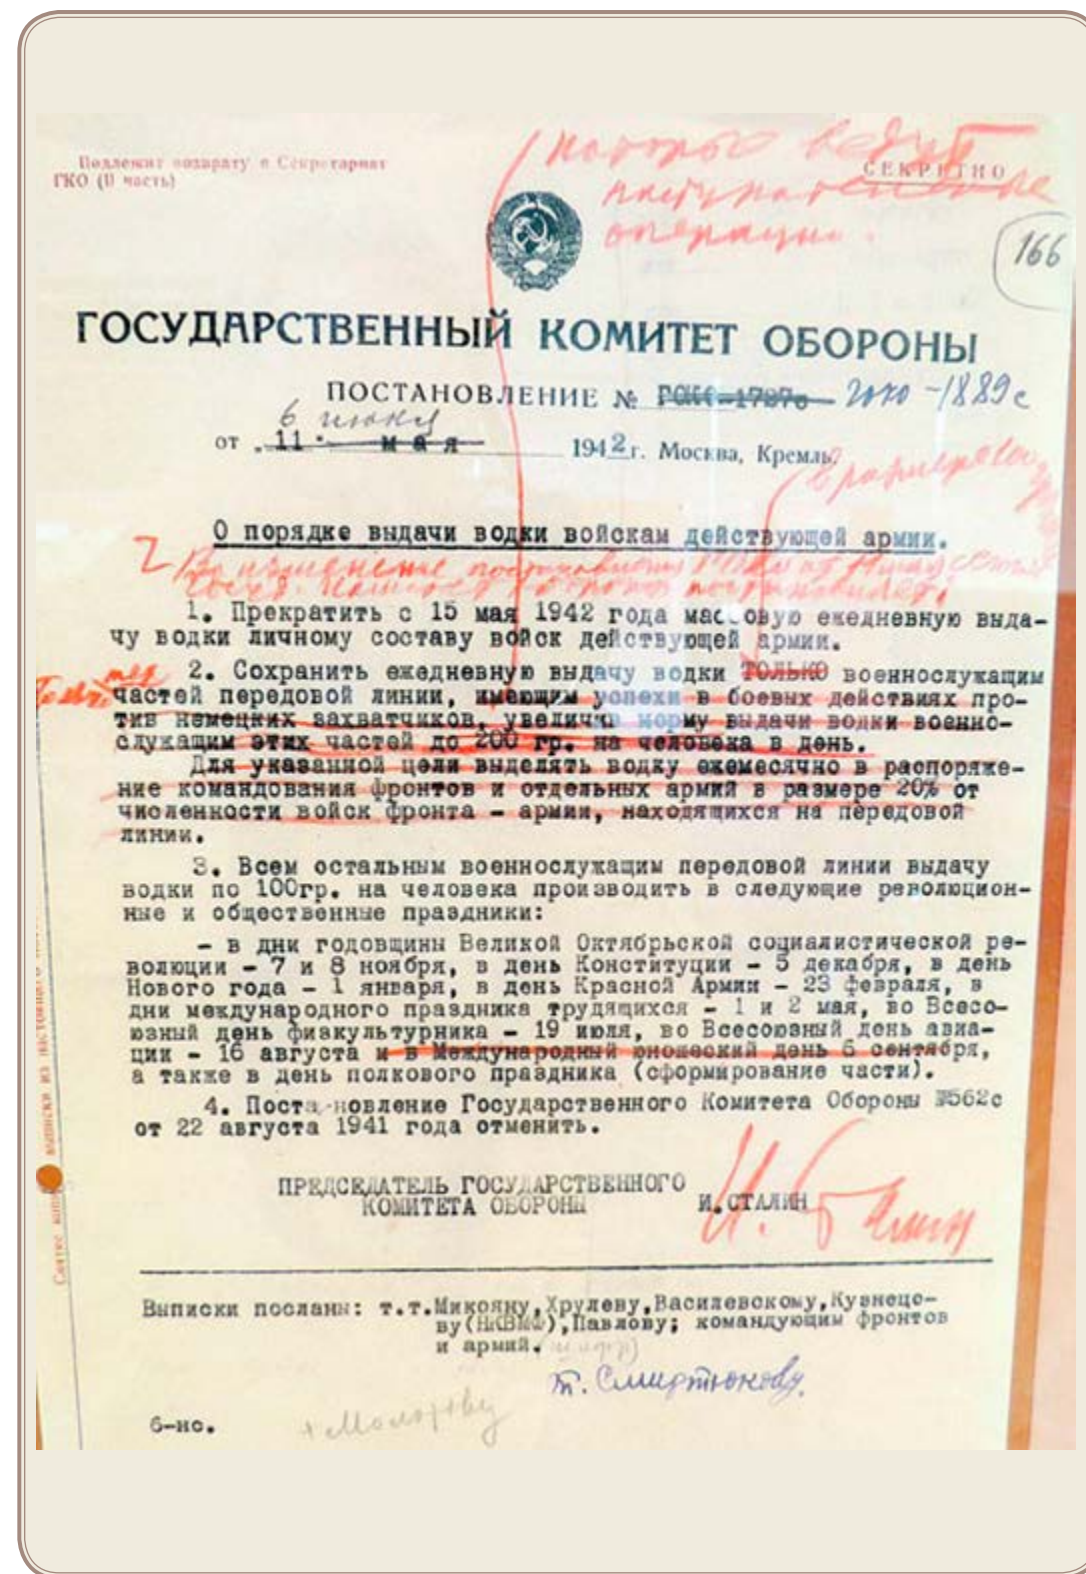 Подлежит возврату в Секретариат
ГКО (II часть)
СЕКРЕТНО
которое ведут
наступательные
операции.
166
ГОСУДАРСТВЕННЫЙ КОМИТЕТ ОБОРОНЫ
ПОСТАНОВЛЕНИЕ № ГОКО-1727с гоко-1889с
6 июня
от „11" мая 1942г. Москва, Кремль.
О порядке выдачи водки войскам действующей армии.
1. Прекратить с 15 мая 1942 года массовую ежедневную выда-
чу водки личному составу войск действующей армии.
2. Сохранить ежедневную выдачу водки ТОЛЬКО военнослужащим
частей передовой линии, имеющим успехи в боевых действиях про-
тив немецких захватчиков, увеличив норму выдачи водки военно-
служащим этих частей до 200 гр. на человека в день.
Для указанной цели выделять водку ежемесячно в распоряже-
ние командования фронтов и отдельных армий в размере 20% от
численности войск фронта - армии, находящихся на передовой
линии.
3. Всем остальным военнослужащим передовой линии выдачу
водки по 100гр. на человека производить в следующие революцион-
ные и общественные праздники:
- в дни годовщины Великой Октябрьской социалистической ре-
волюции - 7 и 8 ноября, в день Конституции - 5 декабря, в день
Нового года - 1 января, в день Красной Армии - 23 февраля, в
дни международного праздника трудящихся - 1 и 2 мая, во Всесо-
юзный день физкультурника - 19 июля, во Всесоюзный день авиа-
ции - 16 августа и в Международный юношеский день 6 сентября,
а также в день полкового праздника (сформирование части).
4. Постановление Государственного Комитета Обороны №562с
от 22 августа 1941 года отменить.
ПРЕДСЕДАТЕЛЬ ГОСУДАРСТВЕННОГО
КОМИТЕТА ОБОРОНЫ И.СТАЛИН
И. Сталин
Выписки посланы: т.т.Микояну,Хрулеву,Василевскому,Кузнецо-
ву(НКВМФ),Павлову; командующим фронтов
и армий.
т. Смиртюкову.
+ Молотову
6-нс.